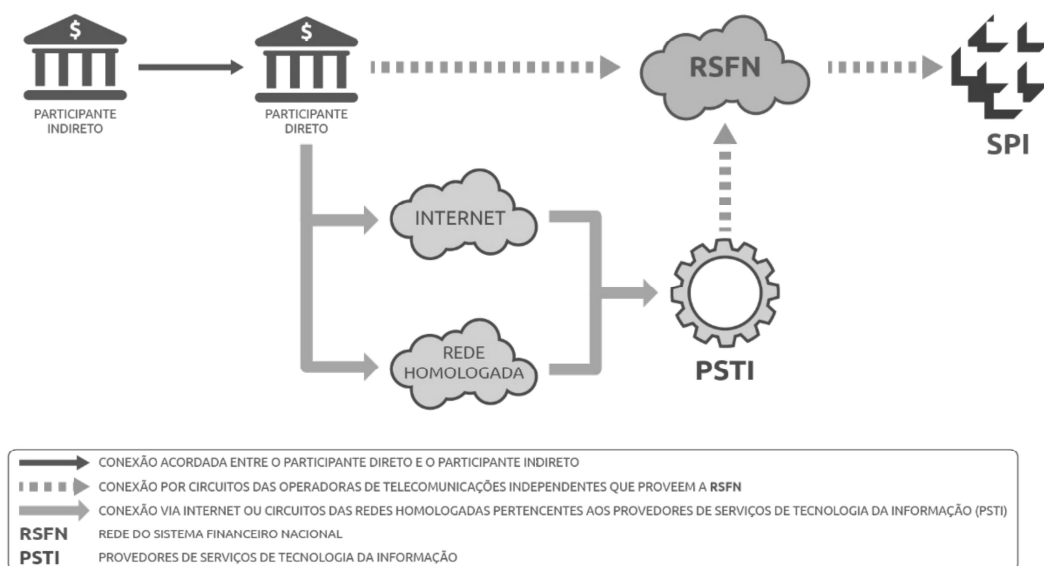 $
PARTICIPANTE
INDIRETO
$
PARTICIPANTE
DIRETO
RSFN
SPI
INTERNET
REDE
HOMOLOGADA
PSTI
CONEXÃO ACORDADA ENTRE O PARTICIPANTE DIRETO E O PARTICIPANTE INDIRETO
CONEXÃO POR CIRCUITOS DAS OPERADORAS DE TELECOMUNICAÇÕES INDEPENDENTES QUE PROVEEM A RSFN
CONEXÃO VIA INTERNET OU CIRCUITOS DAS REDES HOMOLOGADAS PERTENCENTES AOS PROVEDORES DE SERVIÇOS DE TECNOLOGIA DA INFORMAÇÃO (PSTI)
RSFN REDE DO SISTEMA FINANCEIRO NACIONAL
PSTI PROVEDORES DE SERVIÇOS DE TECNOLOGIA DA INFORMAÇÃO